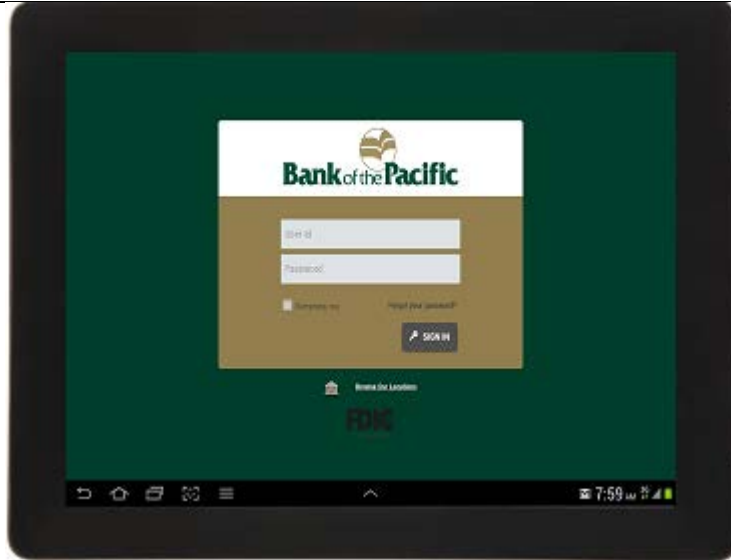 Bank of the Pacific
User id
Password
Remember me
Forgot your password?
SIGN IN
Browse Our Locations
FDIC
7:59